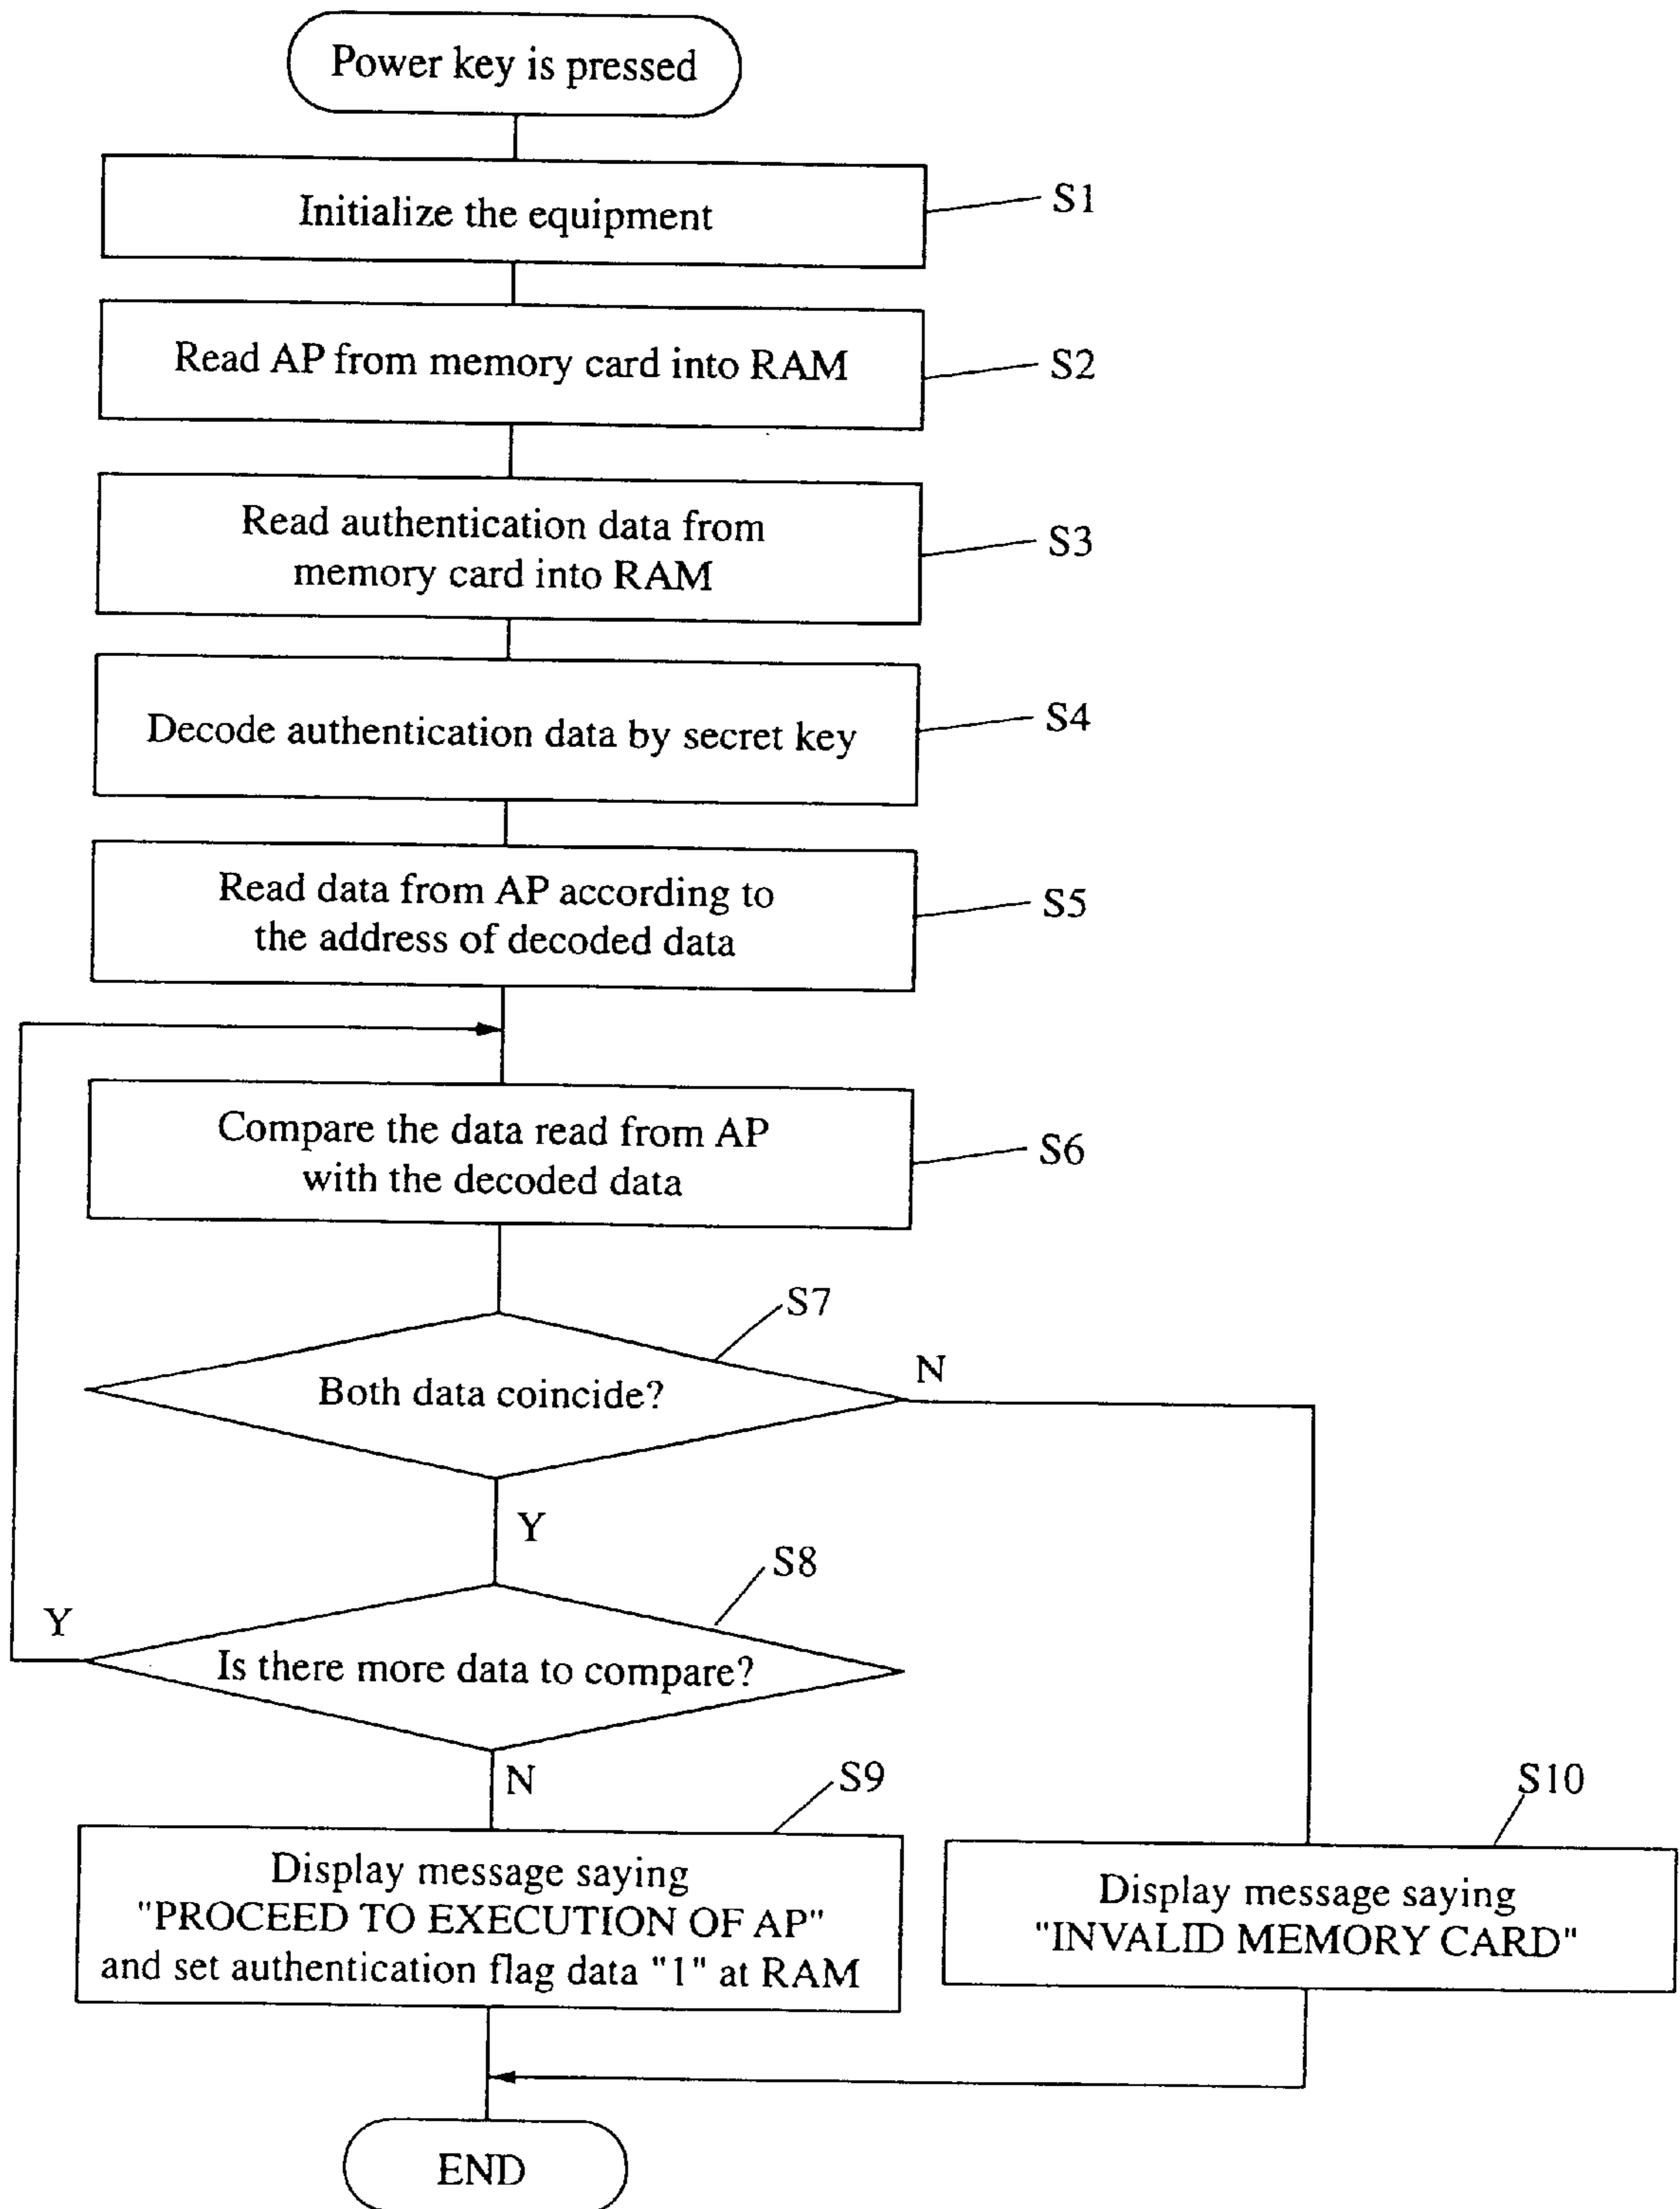 Power key is pressed
Initialize the equipment
S1
Read AP from memory card into RAM
S2
Read authentication data from
memory card into RAM
S3
Decode authentication data by secret key
S4
Read data from AP according to
the address of decoded data
S5
Compare the data read from AP
with the decoded data
S6
S7
Both data coincide?
N
Y
S8
Y
Is there more data to compare?
N
S9
Display message saying
"PROCEED TO EXECUTION OF AP"
and set authentication flag data "1" at RAM
S10
Display message saying
"INVALID MEMORY CARD"
END